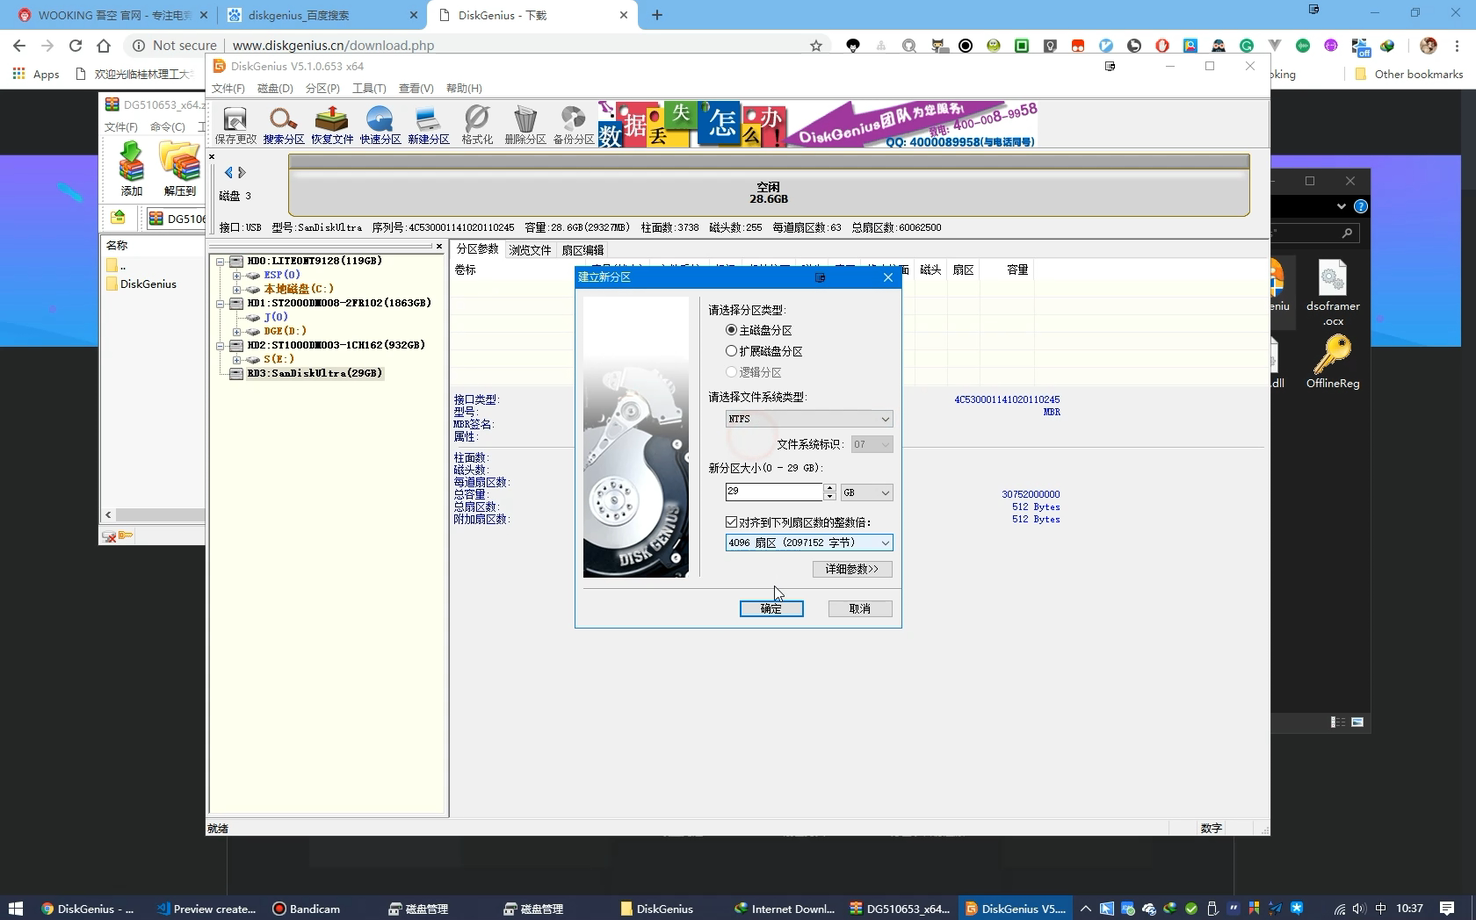 WOOKING 吾空 官网 - 专注电竞
diskgenius_百度搜索
DiskGenius - 下载
Not secure
www.diskgenius.cn/download.php
off
Apps
欢迎光临桂林理工大
oking
Other bookmarks
DG510653_x64.z
文件(F)
命令(C)
添加
解压到
DG5106
名称
..
DiskGenius
DiskGenius V5.1.0.653 x64
文件(F)
磁盘(D)
分区(P)
工具(T)
查看(V)
帮助(H)
保存更改
搜索分区
恢复文件
快速分区
新建分区
格式化
删除分区
备份分区
数据丢失怎么办!
DiskGenius团队为您服务!
致电: 400-008-9958
QQ: 4000089958(与电话同号)
磁盘 3
空闲
28.6GB
接口:USB 型号:SanDiskUltra 序列号:4C530001141020110245 容量:28.6GB(29327MB) 柱面数:3738 磁头数:255 每道扇区数:63 总扇区数:60062500
HD0:LITEONT9128(119GB)
ESP(0)
本地磁盘(C:)
HD1:ST2000DM008-2FR102(1863GB)
J(0)
DGE(D:)
HD2:ST1000DM003-1CH162(932GB)
S(E:)
RD3:SanDiskUltra(29GB)
分区参数
浏览文件
扇区编辑
卷标
磁头
扇区
容量
接口类型:
型号:
MBR签名:
属性:
4C530001141020110245
MBR
柱面数:
磁头数:
每道扇区数:
总容量:
总扇区数:
附加扇区数:
30752000000
512 Bytes
512 Bytes
建立新分区
请选择分区类型:
主磁盘分区
扩展磁盘分区
逻辑分区
请选择文件系统类型:
NTFS
文件系统标识:
07
新分区大小(0 - 29 GB):
29
GB
对齐到下列扇区数的整数倍:
4096 扇区 (2097152 字节)
详细参数>>
确定
取消
DISK GENIUS
就绪
数字
eniu
dsoframer
.ocx
.dll
OfflineReg
DiskGenius - ...
Preview create...
Bandicam
磁盘管理
磁盘管理
DiskGenius
Internet Downl...
DG510653_x64...
DiskGenius V5....
中
10:37